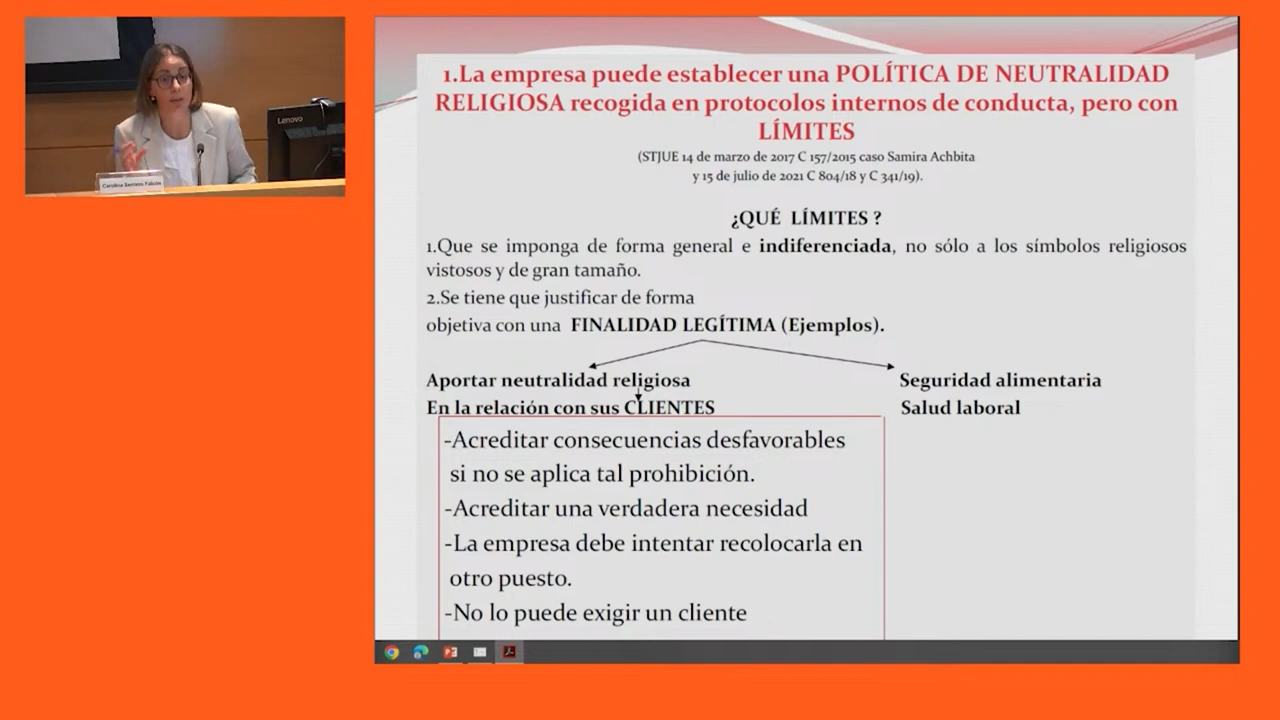 Lenovo
Carolina Serrano Falcón
1.La empresa puede establecer una POLÍTICA DE NEUTRALIDAD
RELIGIOSA recogida en protocolos internos de conducta, pero con
LÍMITES
(STJUE 14 de marzo de 2017 C 157/2015 caso Samira Achbita
y 15 de julio de 2021 C 804/18 y C 341/19).
¿QUÉ LÍMITES ?
1.Que se imponga de forma general e indiferenciada, no sólo a los símbolos religiosos
vistosos y de gran tamaño.
2.Se tiene que justificar de forma
objetiva con una FINALIDAD LEGÍTIMA (Ejemplos).
Aportar neutralidad religiosa
En la relación con sus CLIENTES
Seguridad alimentaria
Salud laboral
-Acreditar consecuencias desfavorables
si no se aplica tal prohibición.
-Acreditar una verdadera necesidad
-La empresa debe intentar recolocarla en
otro puesto.
-No lo puede exigir un cliente